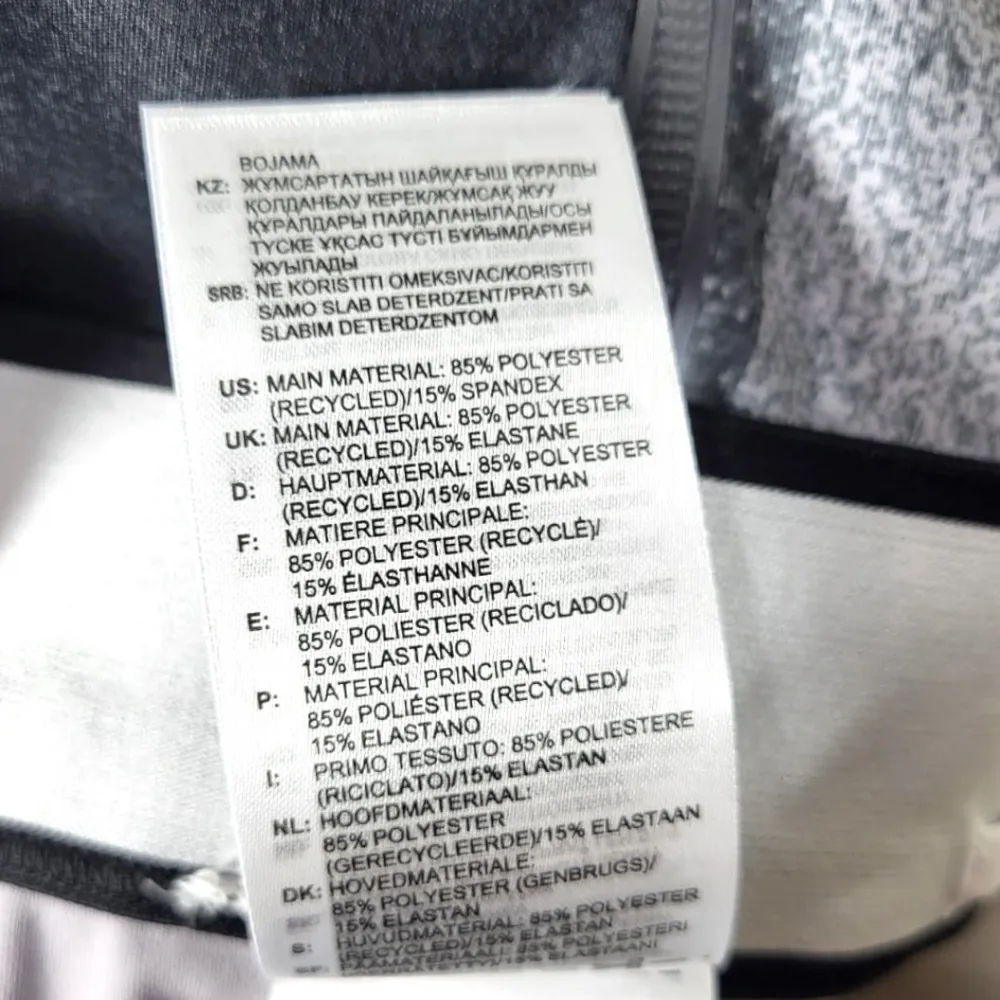 BOJAMA
KZ: ЖҰМСАРТАТЫН ШАЙҚАҒЫШ ҚҰРАЛДЫ
ҚОЛДАНБАУ КЕРЕК/ЖҰМСАҚ ЖУУ
ҚҰРАЛДАРЫ ПАЙДАЛАНЫЛАДЫ/ОСЫ
ТҮСКЕ ҰҚСАС ТҮСТІ БҰЙЫМДАРМЕН
ЖУЫЛАДЫ
SRB: NE KORISTITI OMEKSIVAC/KORISTITI
SAMO SLAB DETERDZENT/PRATI SA
SLABIM DETERDZENTOM
US: MAIN MATERIAL: 85% POLYESTER
(RECYCLED)/15% SPANDEX
UK: MAIN MATERIAL: 85% POLYESTER
(RECYCLED)/15% ELASTANE
D: HAUPTMATERIAL: 85% POLYESTER
(RECYCLED)/15% ELASTHAN
F: MATIERE PRINCIPALE:
85% POLYESTER (RECYCLÉ)/
15% ÉLASTHANNE
E: MATERIAL PRINCIPAL:
85% POLIESTER (RECICLADO)/
15% ELASTANO
P: MATERIAL PRINCIPAL:
85% POLIÉSTER (RECYCLED)/
15% ELASTANO
I: PRIMO TESSUTO: 85% POLIESTERE
(RICICLATO)/15% ELASTAN
NL: HOOFDMATERIAAL:
85% POLYESTER
(GERECYCLEERDE)/15% ELASTAAN
DK: HOVEDMATERIALE:
85% POLYESTER (GENBRUGS)/
15% ELASTAN
S: HUVUDMATERIAL: 85% POLYESTER
(RECYCLED)/15% ELASTAN
PÄÄMATERIAALI: 85% POLYESTERI
ELASTAANI